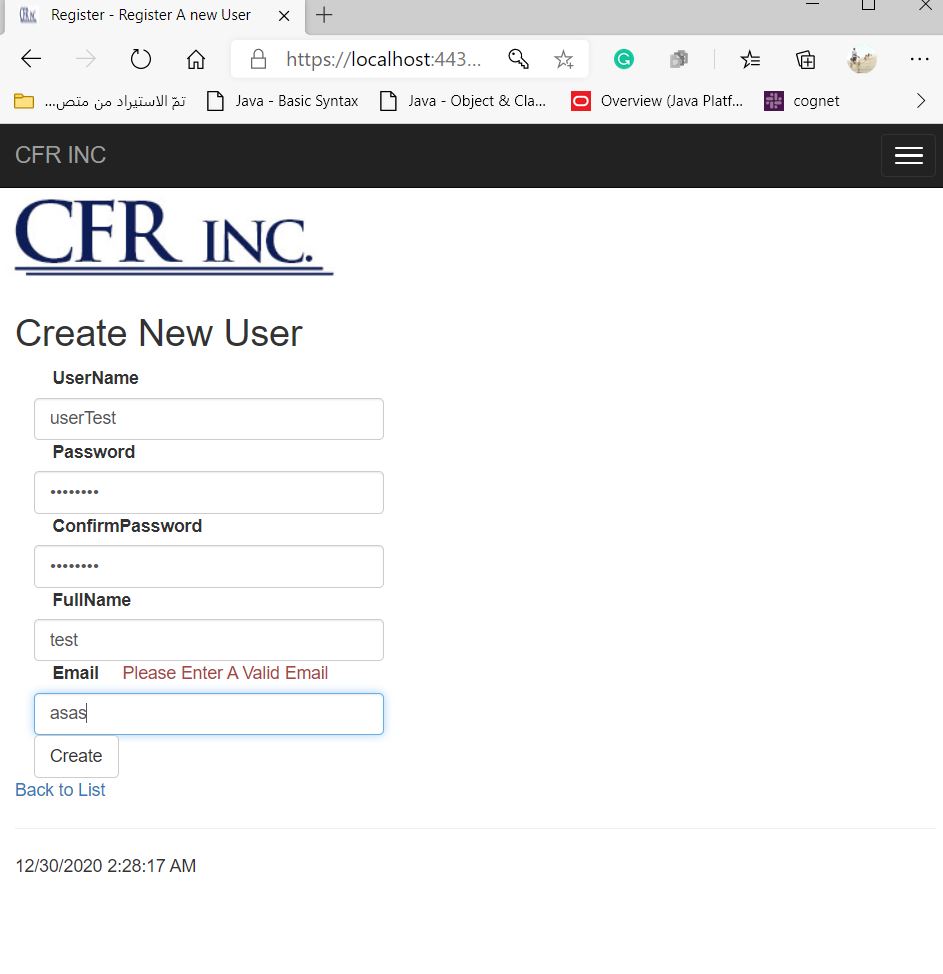 Register - Register A new User
https://localhost:443...
تمّ الاستيراد من متص...
Java - Basic Syntax
Java - Object & Cla...
Overview (Java Platf...
cognet
CFR INC
CFR INC.
Create New User
UserName
userTest
Password
••••••••
ConfirmPassword
••••••••
FullName
test
Email Please Enter A Valid Email
asas
Create
Back to List
12/30/2020 2:28:17 AM